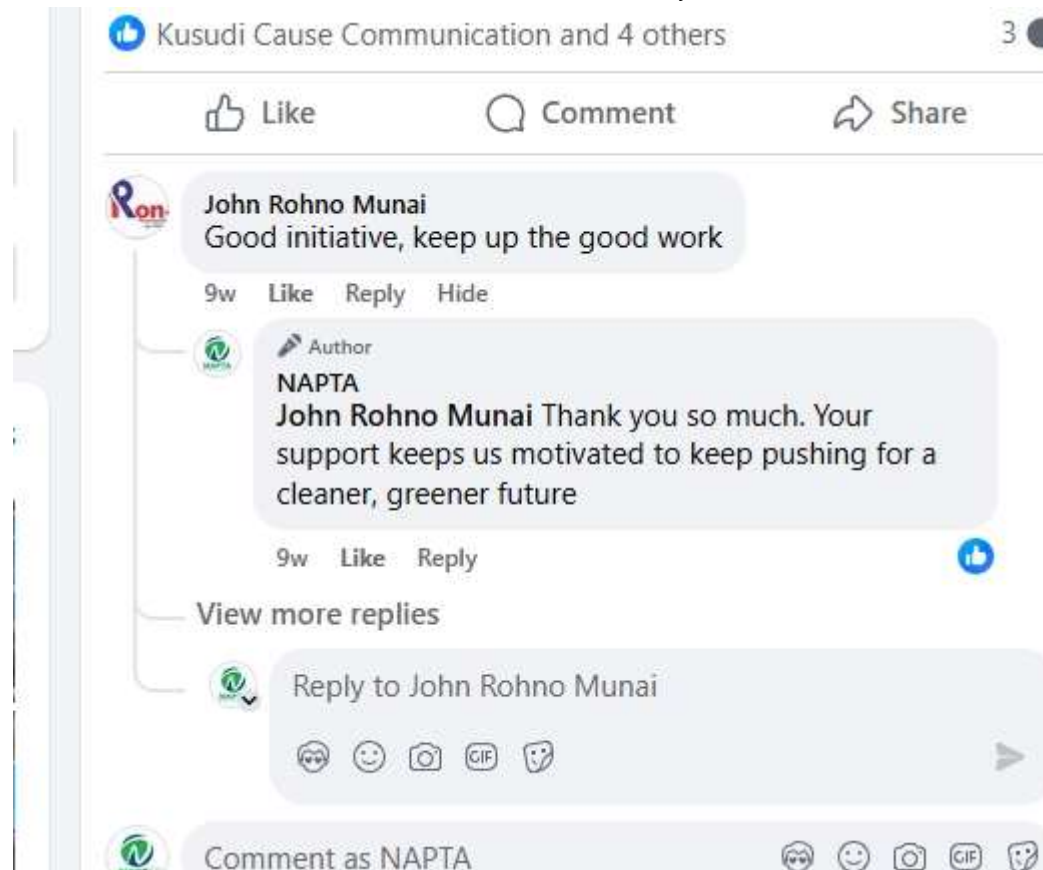 Kusudi Cause Communication and 4 others
3
Like Comment Share
Ron
John Rohno Munai
Good initiative, keep up the good work
9w Like Reply Hide
Author
NAPTA
John Rohno Munai Thank you so much. Your
support keeps us motivated to keep pushing for a
cleaner, greener future
9w Like Reply
View more replies
Reply to John Rohno Munai
GIF
Comment as NAPTA
GIF